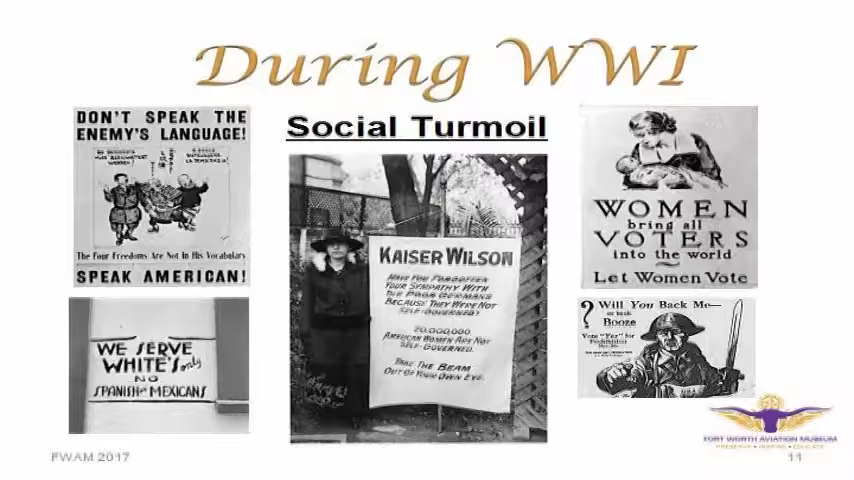 During WWI
Social Turmoil
DON'T SPEAK THE
ENEMY'S LANGUAGE!
The Four Freedoms Are Not In His Vocabulary
SPEAK AMERICAN!
WE SERVE
WHITE'S only
NO
SPANISH or MEXICANS
KAISER WILSON
HAVE YOU FORGOTTEN
YOUR SYMPATHY WITH
THE POOR GERMANS
BECAUSE THEY WERE NOT
SELF-GOVERNED?
20,000,000
AMERICAN WOMEN ARE NOT
SELF-GOVERNED.
TAKE THE BEAM
OUT OF YOUR OWN EYE.
WOMEN
bring all
VOTERS
into the world
Let Women Vote
? Will You Back Me—
or back
Booze
Vote "Yes" for
Prohibition
FORT WORTH AVIATION MUSEUM
PRESERVE • INSPIRE • EDUCATE
FWAM 2017
11